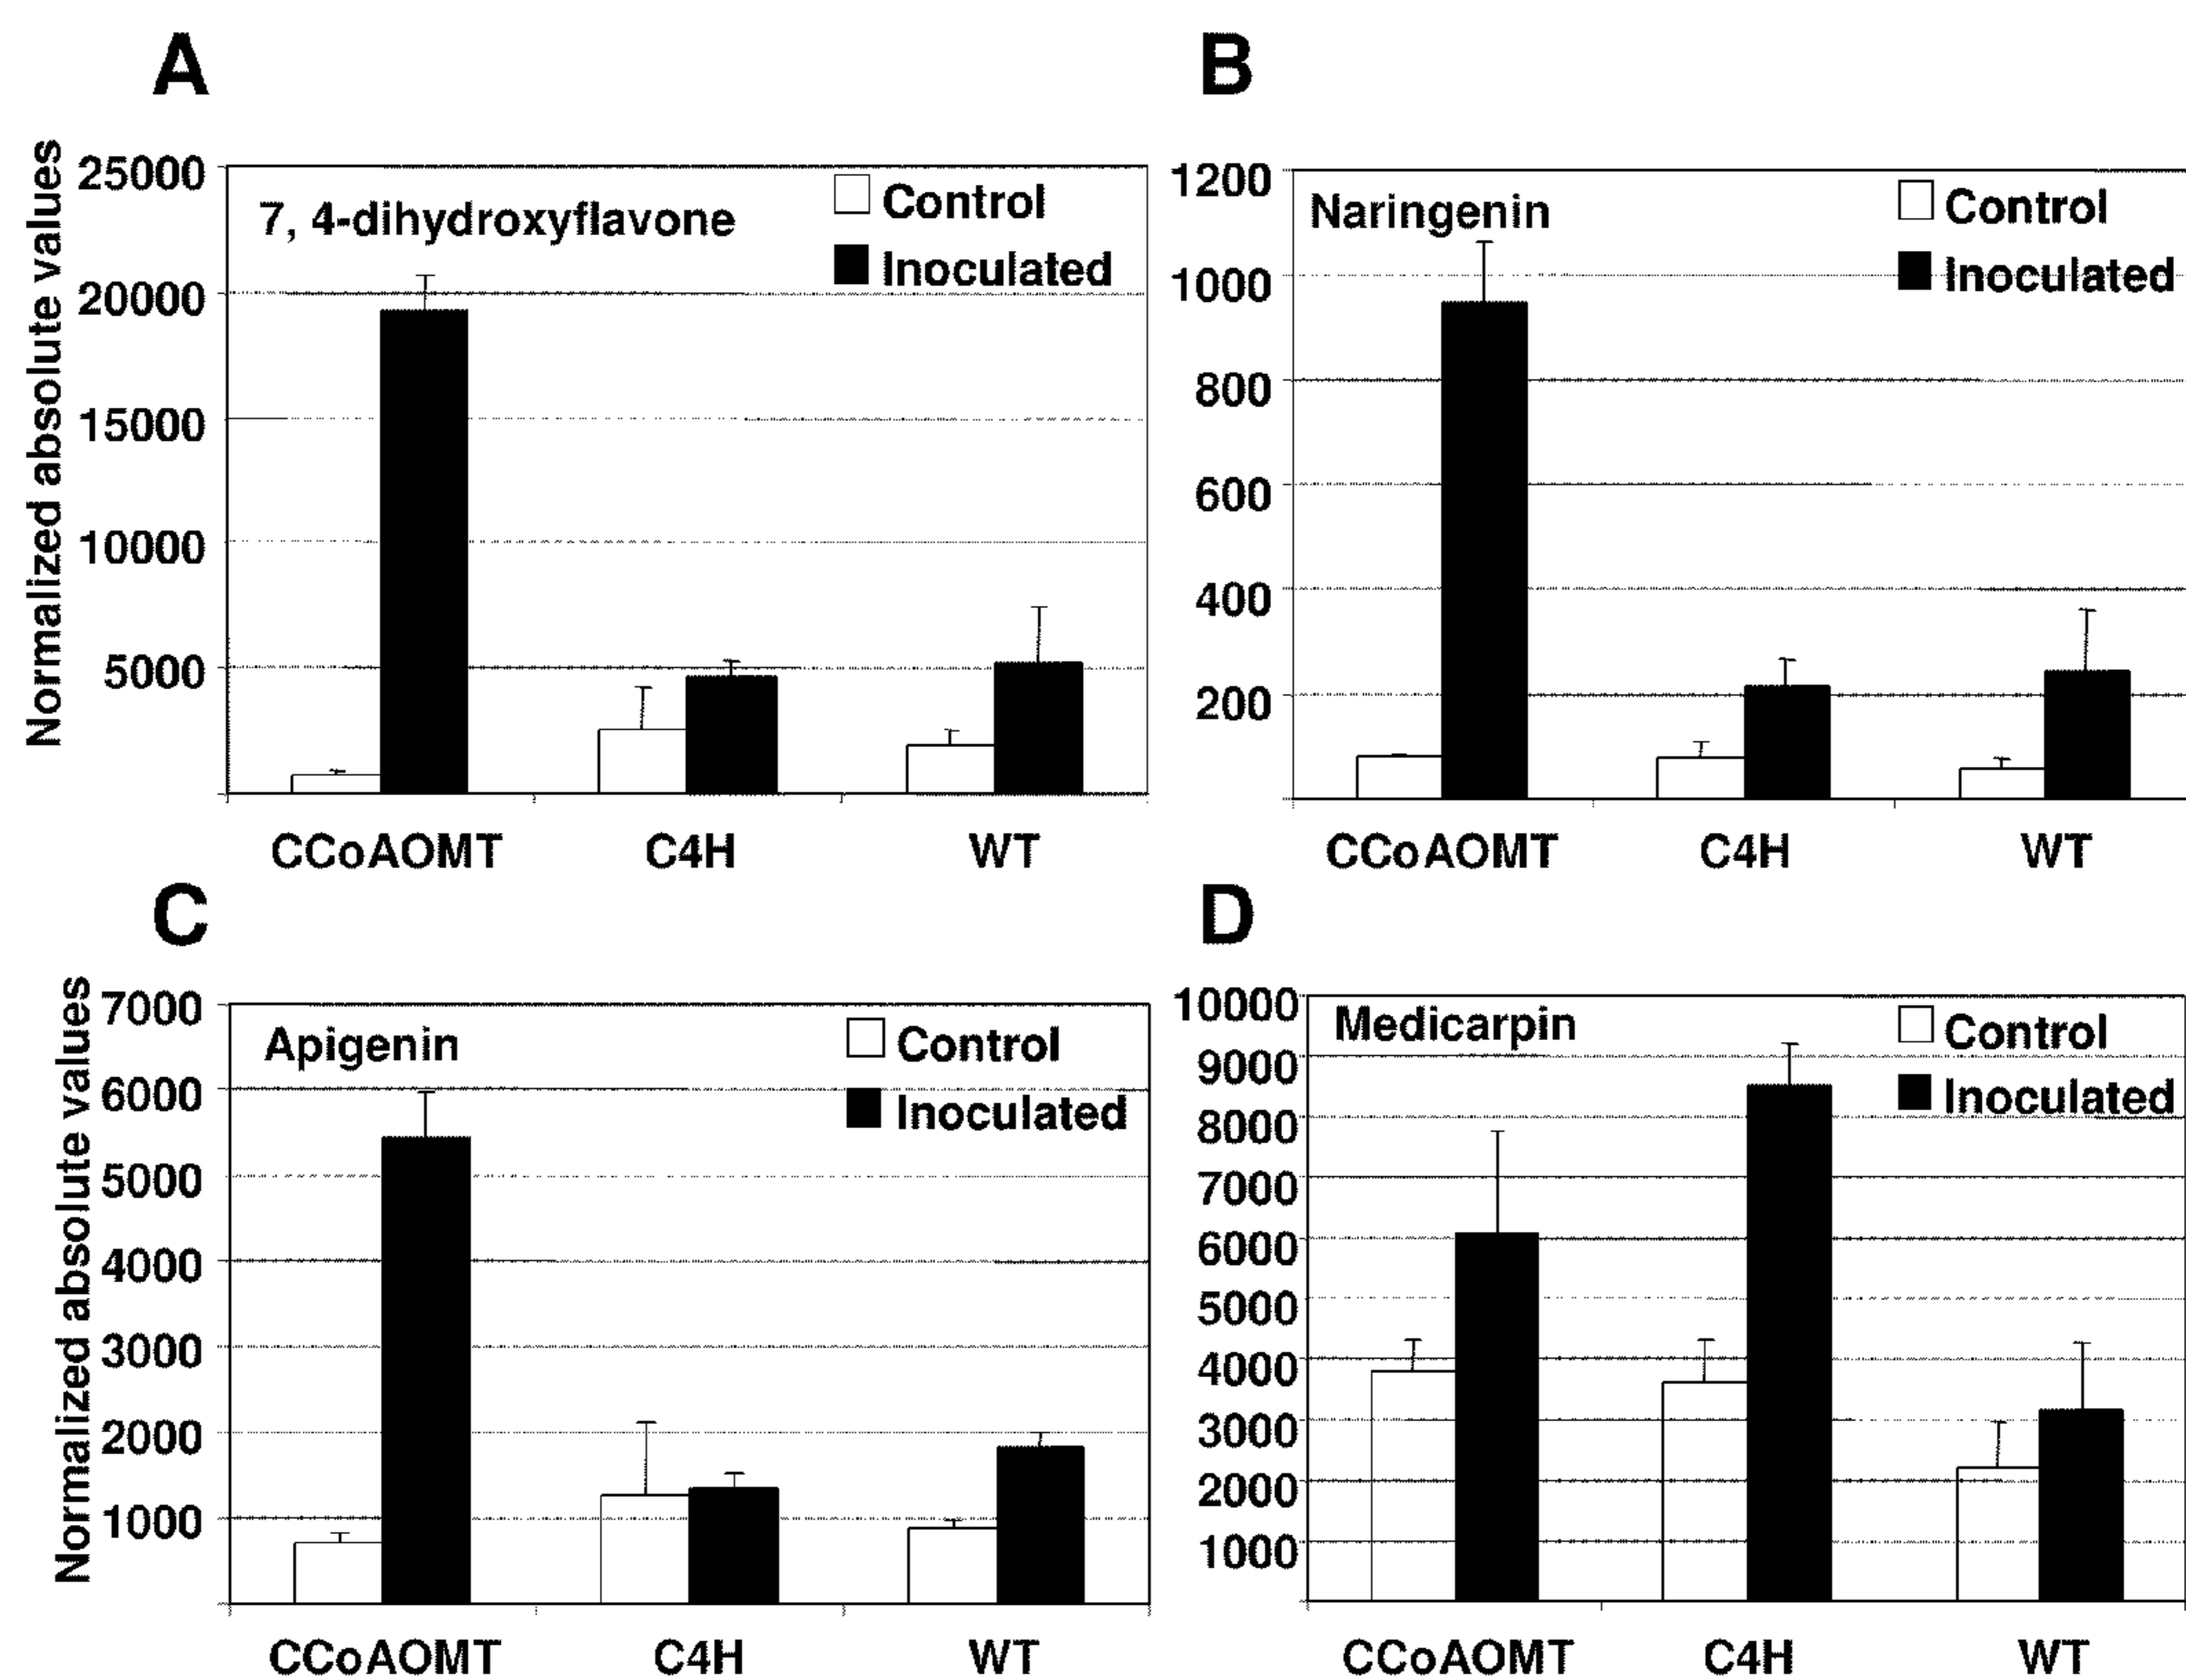 A
Normalized absolute values
25000
20000
15000
10000
5000
7, 4-dihydroxyflavone
Control
Inoculated
CCoAOMT C4H WT
B
1200
1000
800
600
400
200
Naringenin
Control
Inoculated
CCoAOMT C4H WT
C
Normalized absolute values
7000
6000
5000
4000
3000
2000
1000
Apigenin
Control
Inoculated
CCoAOMT C4H WT
D
10000
9000
8000
7000
6000
5000
4000
3000
2000
1000
Medicarpin
Control
Inoculated
CCoAOMT C4H WT